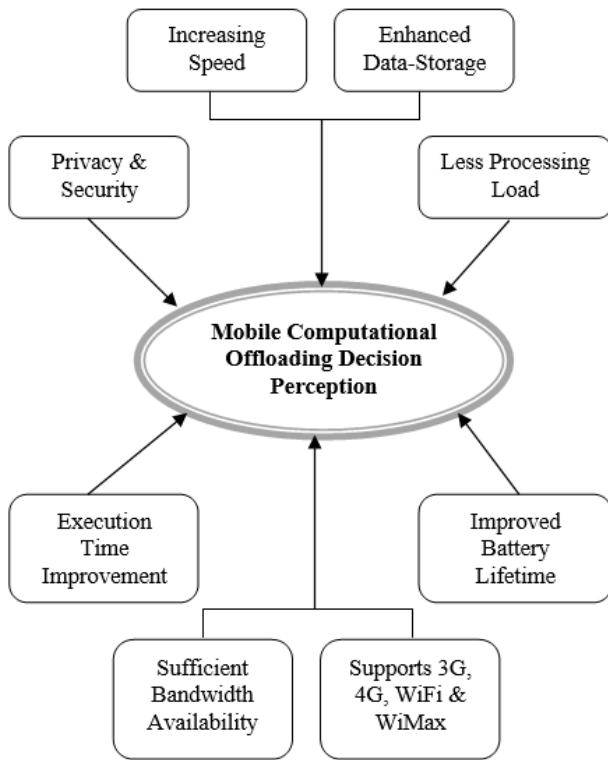 Increasing
Speed
Enhanced
Data-Storage
Privacy &
Security
Less Processing
Load
Mobile Computational
Offloading Decision
Perception
Execution
Time
Improvement
Improved
Battery
Lifetime
Sufficient
Bandwidth
Availability
Supports 3G,
4G, WiFi &
WiMax